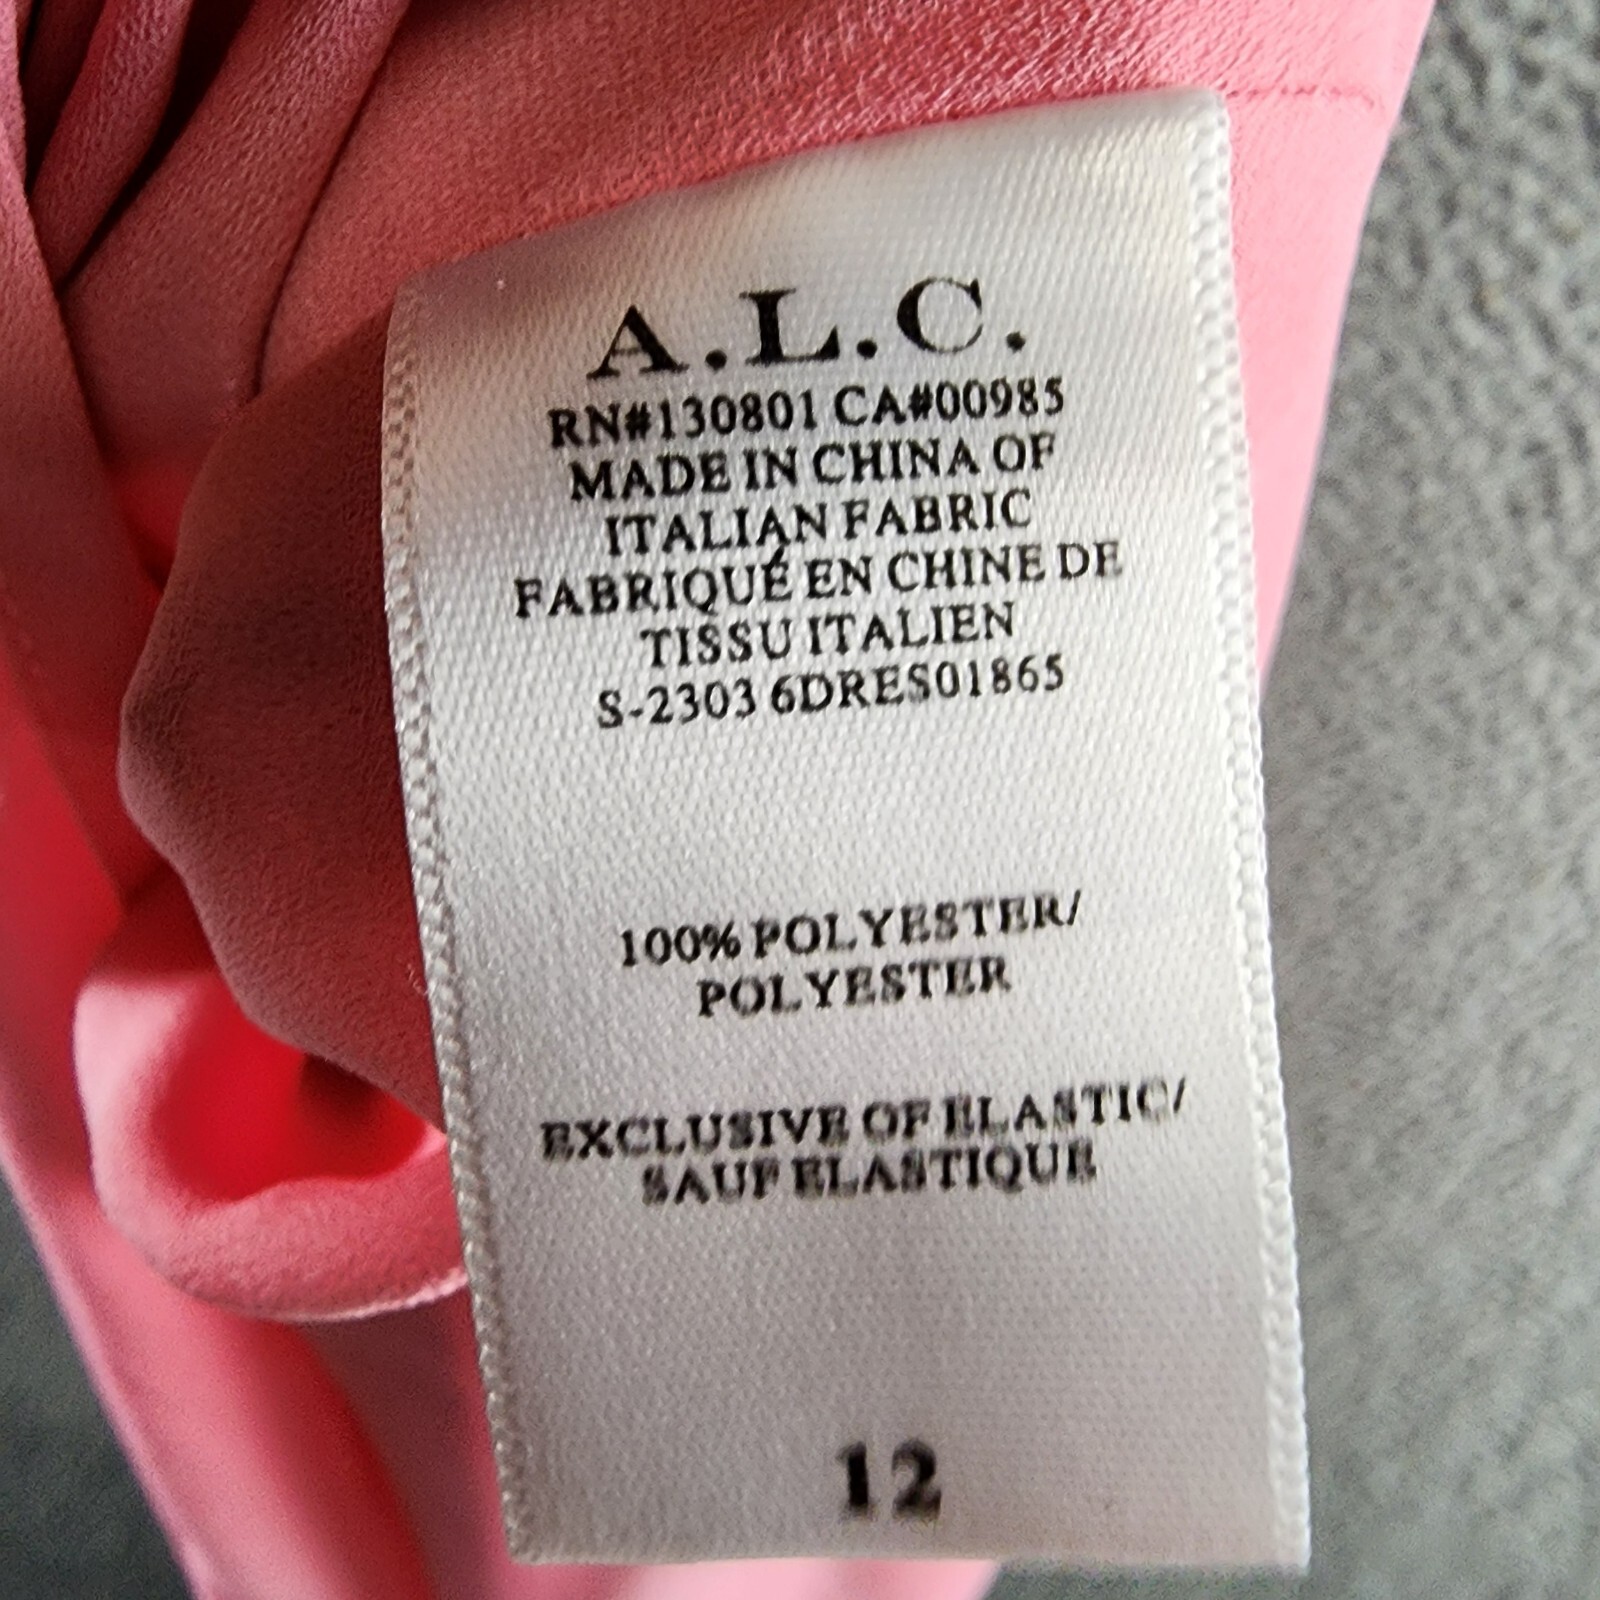 A.L.C.
RN#130801 CA#00985
MADE IN CHINA OF
ITALIAN FABRIC
FABRIQUÉ EN CHINE DE
TISSU ITALIEN
S-2303 6DRES01865
100% POLYESTER/
POLYESTER
EXCLUSIVE OF ELASTIC/
SAUF ELASTIQUE
12